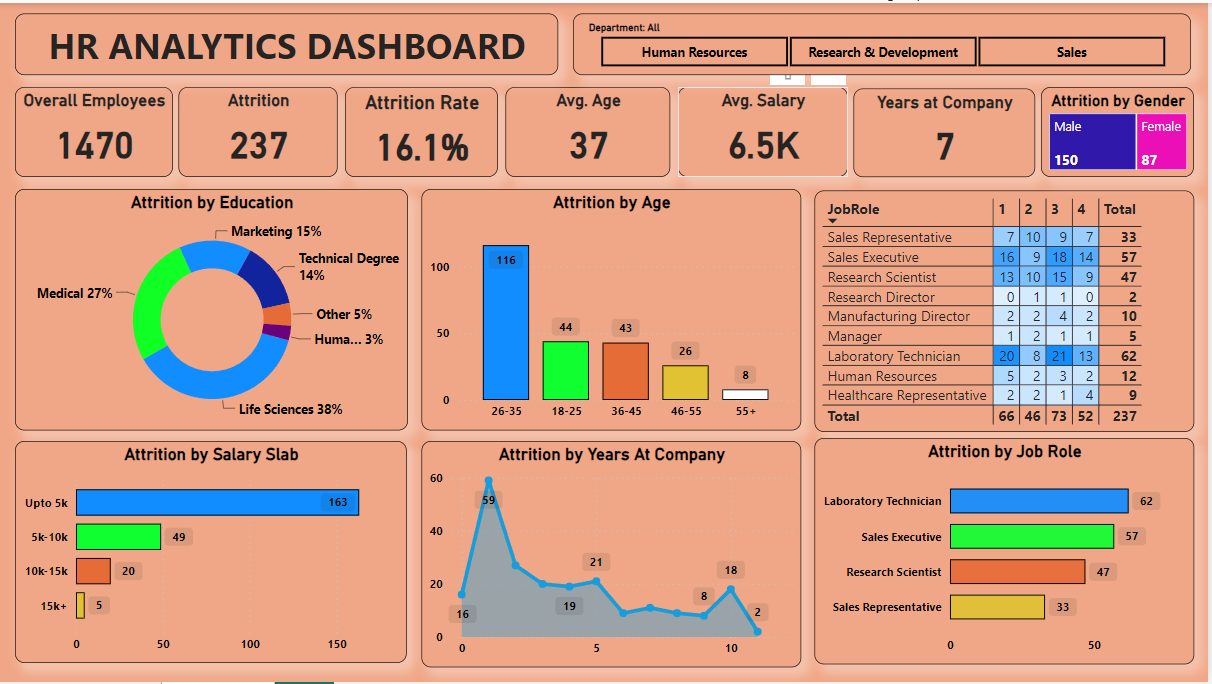 HR ANALYTICS DASHBOARD
Department: All
Human Resources Research & Development Sales
Overall Employees
1470
Attrition
237
Attrition Rate
16.1%
Avg. Age
37
Avg. Salary
6.5K
Years at Company
7
Attrition by Gender
Male Female
150 87
Attrition by Education
Marketing 15%
Technical Degree
14%
Medical 27%
Other 5%
Huma... 3%
Life Sciences 38%
Attrition by Age
100
50
0
116
44
43
26
8
26-35 18-25 36-45 46-55 55+
JobRole 1 2 3 4 Total
Sales Representative 7 10 9 7 33
Sales Executive 16 9 18 14 57
Research Scientist 13 10 15 9 47
Research Director 0 1 1 0 2
Manufacturing Director 2 2 4 2 10
Manager 1 2 1 1 5
Laboratory Technician 20 8 21 13 62
Human Resources 5 2 3 2 12
Healthcare Representative 2 2 1 4 9
Total 66 46 73 52 237
Attrition by Salary Slab
Upto 5k 163
5k-10k 49
10k-15k 20
15k+ 5
0 50 100 150
Attrition by Years At Company
60
40
20
0
16
59
19
21
8
18
2
0 5 10
Attrition by Job Role
Laboratory Technician 62
Sales Executive 57
Research Scientist 47
Sales Representative 33
0 50